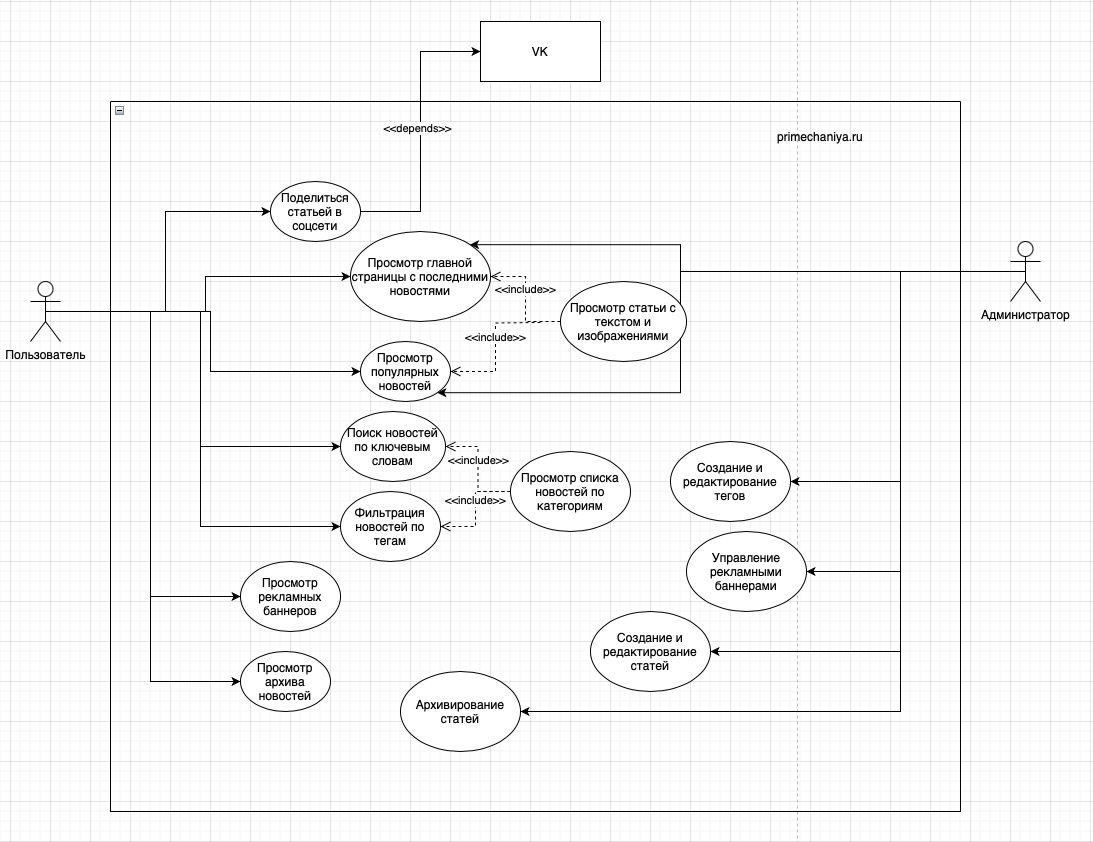 VK
<<depends>>
primechaniya.ru
Поделиться
статьей в
соцсети
Просмотр главной
страницы с последними
новостями
<<include>>
Просмотр статьи с
текстом и
изображениями
<<include>>
Администратор
Пользователь
Просмотр
популярных
новостей
Поиск новостей
по ключевым
словам
<<include>>
Просмотр списка
новостей по
категориям
<<include>>
Создание и
редактирование
тегов
Фильтрация
новостей по
тегам
Управление
рекламными
баннерами
Просмотр
рекламных
баннеров
Создание и
редактирование
статей
Просмотр
архива
новостей
Архивирование
статей